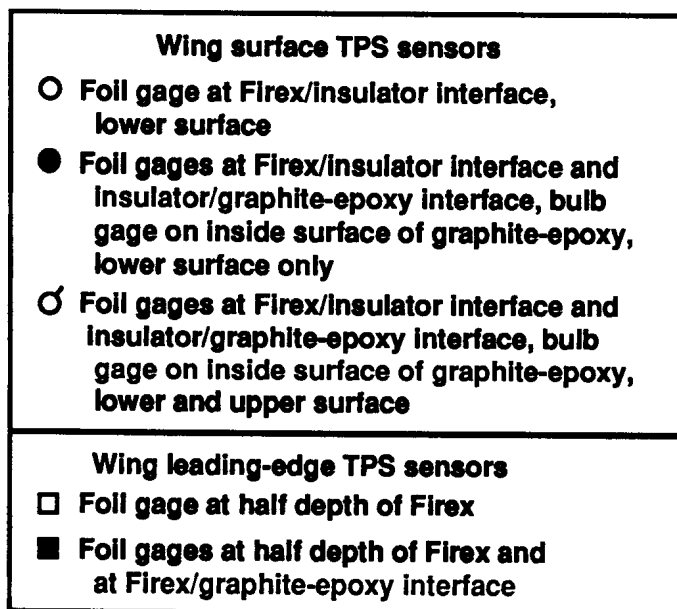 Wing surface TPS sensors
Foil gage at Firex/insulator interface,
lower surface
Foil gages at Firex/insulator interface and
insulator/graphite-epoxy interface, bulb
gage on inside surface of graphite-epoxy,
lower surface only
Foil gages at Firex/insulator interface and
insulator/graphite-epoxy interface, bulb
gage on inside surface of graphite-epoxy,
lower and upper surface
Wing leading-edge TPS sensors
Foil gage at half depth of Firex
Foil gages at half depth of Firex and
at Firex/graphite-epoxy interface